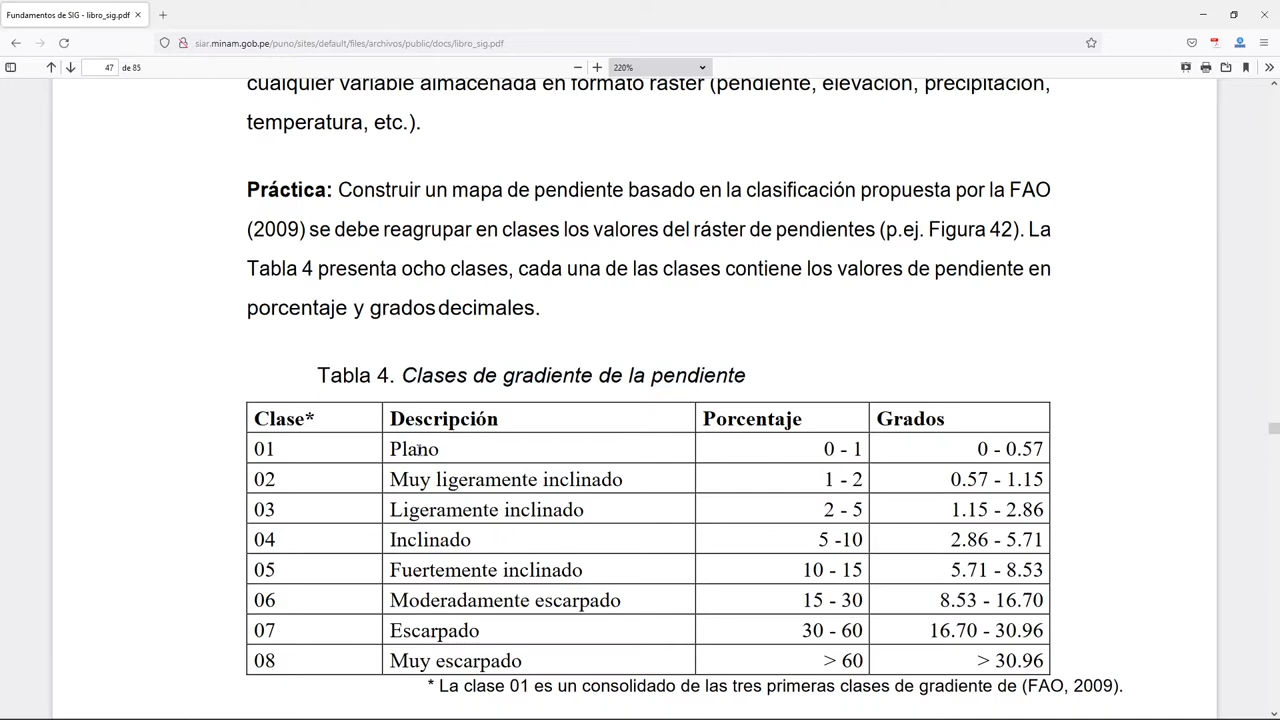 Fundamentos de SIG - libro_sig.pdf
siar.minam.gob.pe/puno/sites/default/files/archivos/public/docs/libro_sig.pdf
47 de 85 220%
cualquier variable almacenada en formato ráster (pendiente, elevación, precipitación,
temperatura, etc.).
Práctica: Construir un mapa de pendiente basado en la clasificación propuesta por la FAO
(2009) se debe reagrupar en clases los valores del ráster de pendientes (p.ej. Figura 42). La
Tabla 4 presenta ocho clases, cada una de las clases contiene los valores de pendiente en
porcentaje y grados decimales.
Tabla 4. Clases de gradiente de la pendiente
Clase* Descripción Porcentaje Grados
01 Plano 0 - 1 0 - 0.57
02 Muy ligeramente inclinado 1 - 2 0.57 - 1.15
03 Ligeramente inclinado 2 - 5 1.15 - 2.86
04 Inclinado 5 -10 2.86 - 5.71
05 Fuertemente inclinado 10 - 15 5.71 - 8.53
06 Moderadamente escarpado 15 - 30 8.53 - 16.70
07 Escarpado 30 - 60 16.70 - 30.96
08 Muy escarpado > 60 > 30.96
* La clase 01 es un consolidado de las tres primeras clases de gradiente de (FAO, 2009).